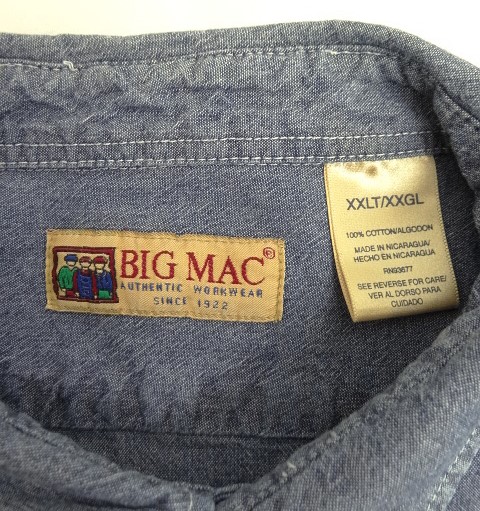 BIG MAC®
AUTHENTIC WORKWEAR
SINCE 1922
XXLT/XXGL
100% COTTON/ALGODON
MADE IN NICARAGUA/
HECHO EN NICARAGUA
RN93677
SEE REVERSE FOR CARE/
VER AL DORSO PARA
CUIDADO